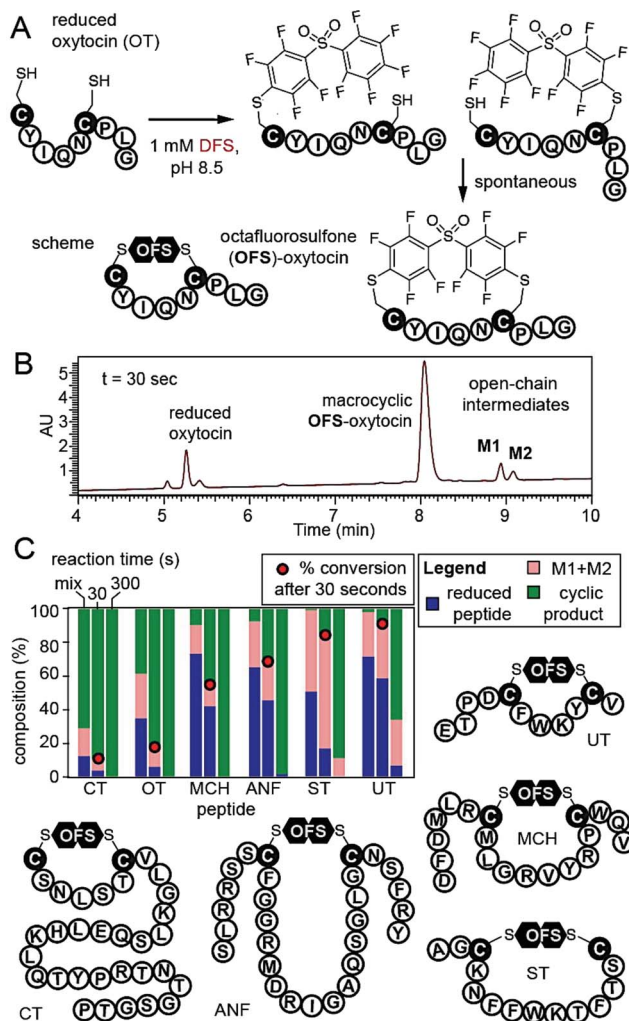 A
reduced
oxytocin (OT)
SH
SH
C Y I Q N C P L G
1 mM DFS,
pH 8.5
O O
S
F F F F F F F F F
S
SH
C Y I Q N C P L G
O O
S
F F F F F F F F F
SH
S
C Y I Q N C P L G
spontaneous
scheme
S OFS S
C Y I Q N C P L G
octafluorosulfone
(OFS)-oxytocin
O O
S
F F F F F F F F
S S
C Y I Q N C P L G
B
t = 30 sec
AU
5
4
3
2
1
reduced
oxytocin
macrocyclic
OFS-oxytocin
open-chain
intermediates
M1
M2
4 5 6 7 8 9 10
Time (min)
C
reaction time (s)
mix 30 300
% conversion
after 30 seconds
Legend
reduced
peptide
M1+M2
cyclic
product
composition (%)
100
80
60
40
20
0
CT OT MCH ANF ST UT
peptide
S OFS S
E T P D C F W K Y C V
UT
S OFS S
D F D M L R C M L G R V Y R P C W Q V
MCH
S OFS S
A G C K N F F W K T F T S C
ST
S OFS S
C S N L S T C V L G K L S Q E L H K L Q T Y P R T N T G S G T P
CT
S OFS S
S L R R S S C F G G R M D R I G A Q S G L G C N S F R Y
ANF